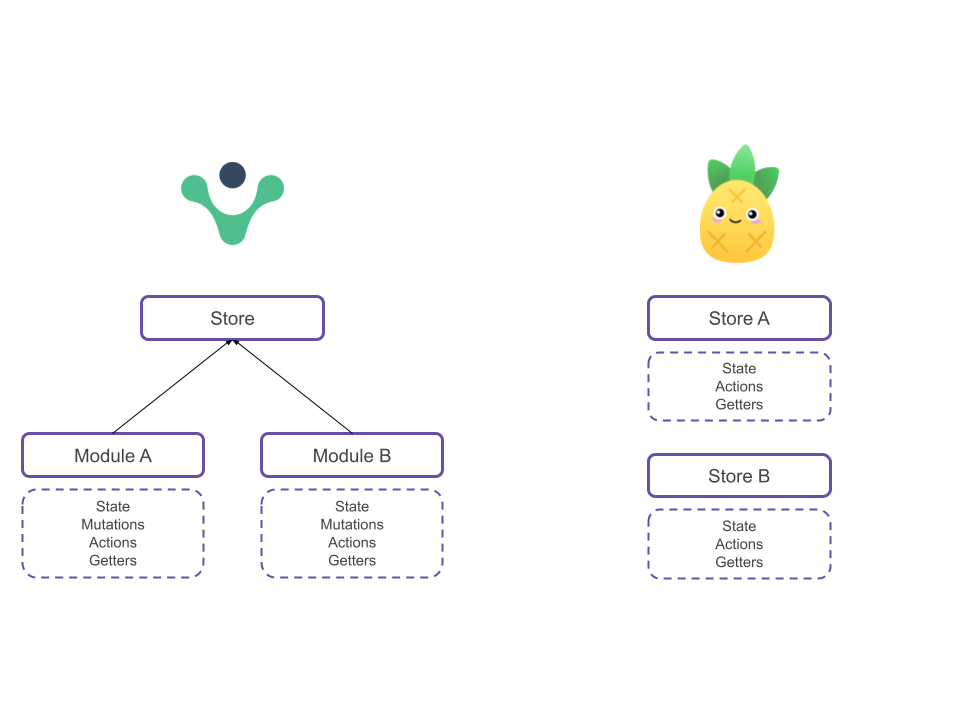 Store
Module A
State
Mutations
Actions
Getters
Module B
State
Mutations
Actions
Getters
Store A
State
Actions
Getters
Store B
State
Actions
Getters